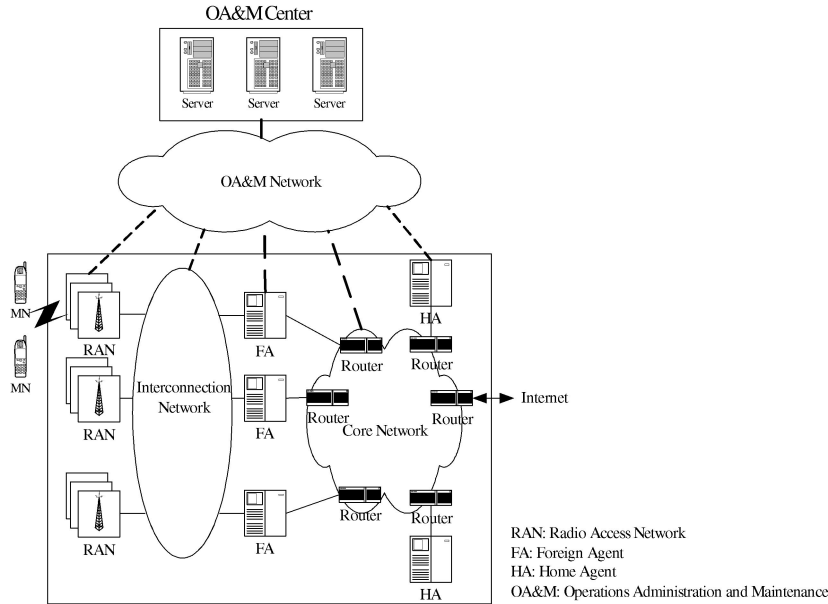 OA&M Center
Server Server Server
OA&M Network
MN
MN
RAN
RAN
RAN
Interconnection
Network
FA
FA
FA
HA
Router
Router
Router
Router
Core Network
Router
Router
HA
Internet
RAN: Radio Access Network
FA: Foreign Agent
HA: Home Agent
OA&M: Operations Administration and Maintenance